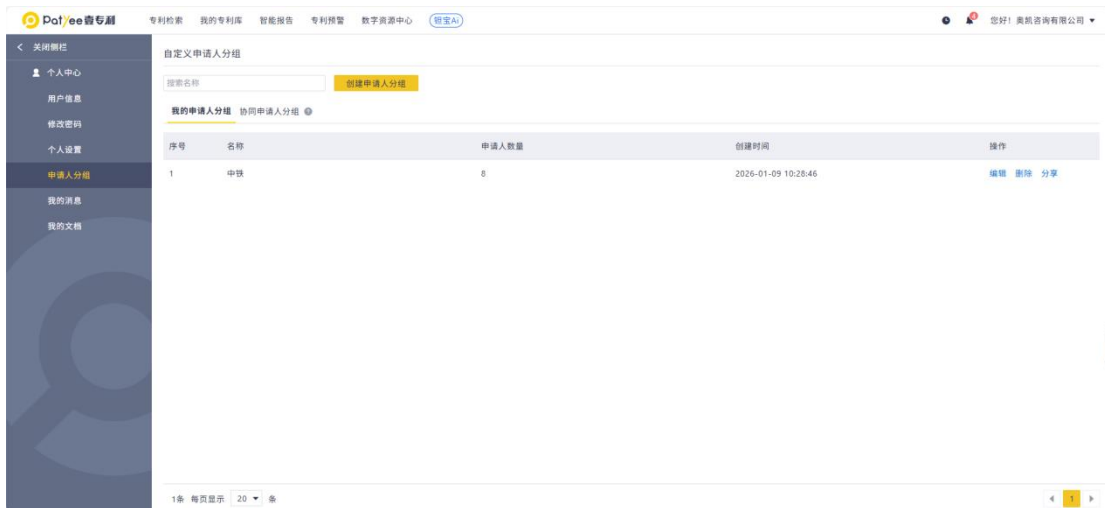 Patyee壹专利 专利检索 我的专利库 智能报告 专利预警 数字资源中心 钽宝Ai 4 您好！奥凯咨询有限公司
关闭侧栏
个人中心
用户信息
修改密码
个人设置
申请人分组
我的消息
我的文档
自定义申请人分组
搜索名称 创建申请人分组
我的申请人分组 协同申请人分组
序号 名称 申请人数量 创建时间 操作
1 中铁 8 2026-01-09 10:28:46 编辑 删除 分享
1条 每页显示 20 条 1